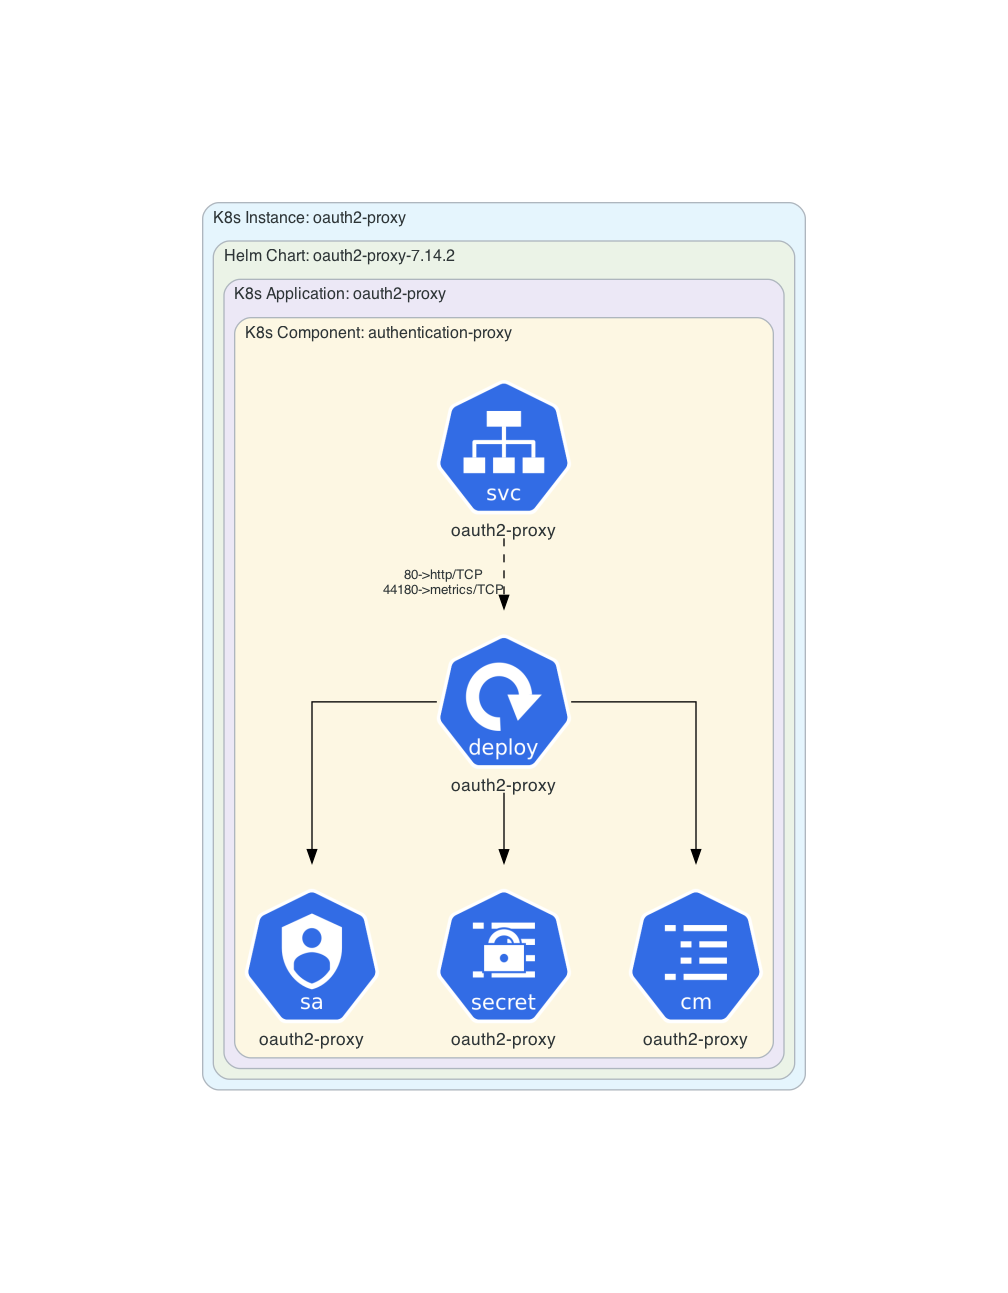 K8s Instance: oauth2-proxy
Helm Chart: oauth2-proxy-7.14.2
K8s Application: oauth2-proxy
K8s Component: authentication-proxy
svc
oauth2-proxy
80->http/TCP
44180->metrics/TCP
deploy
oauth2-proxy
sa
secret
cm
oauth2-proxy
oauth2-proxy
oauth2-proxy